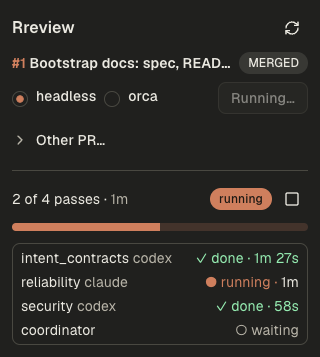 Rreview
#1 Bootstrap docs: spec, READ... MERGED
headless orca Running...
Other PR...
2 of 4 passes · 1m running
intent_contracts codex ✓ done · 1m 27s
reliability claude ● running · 1m
security codex ✓ done · 58s
coordinator ○ waiting